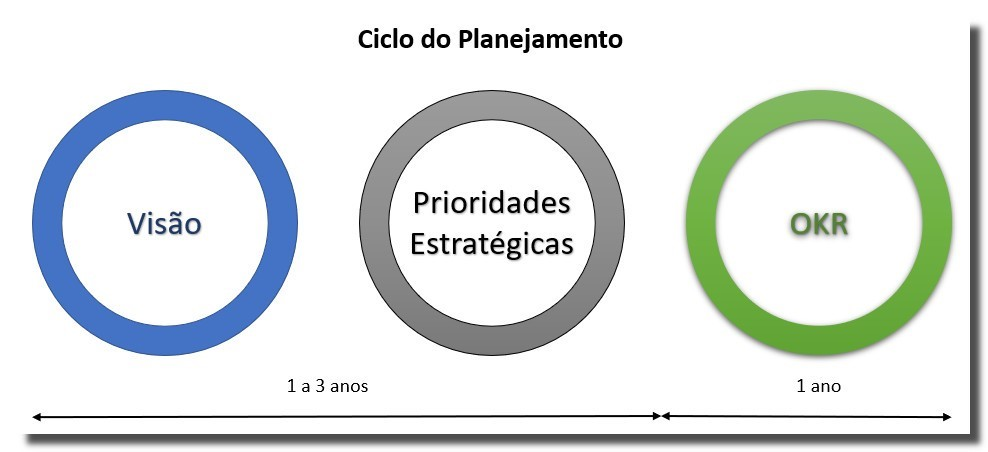 Ciclo do Planejamento
Visão
Prioridades
Estratégicas
OKR
1 a 3 anos
1 ano